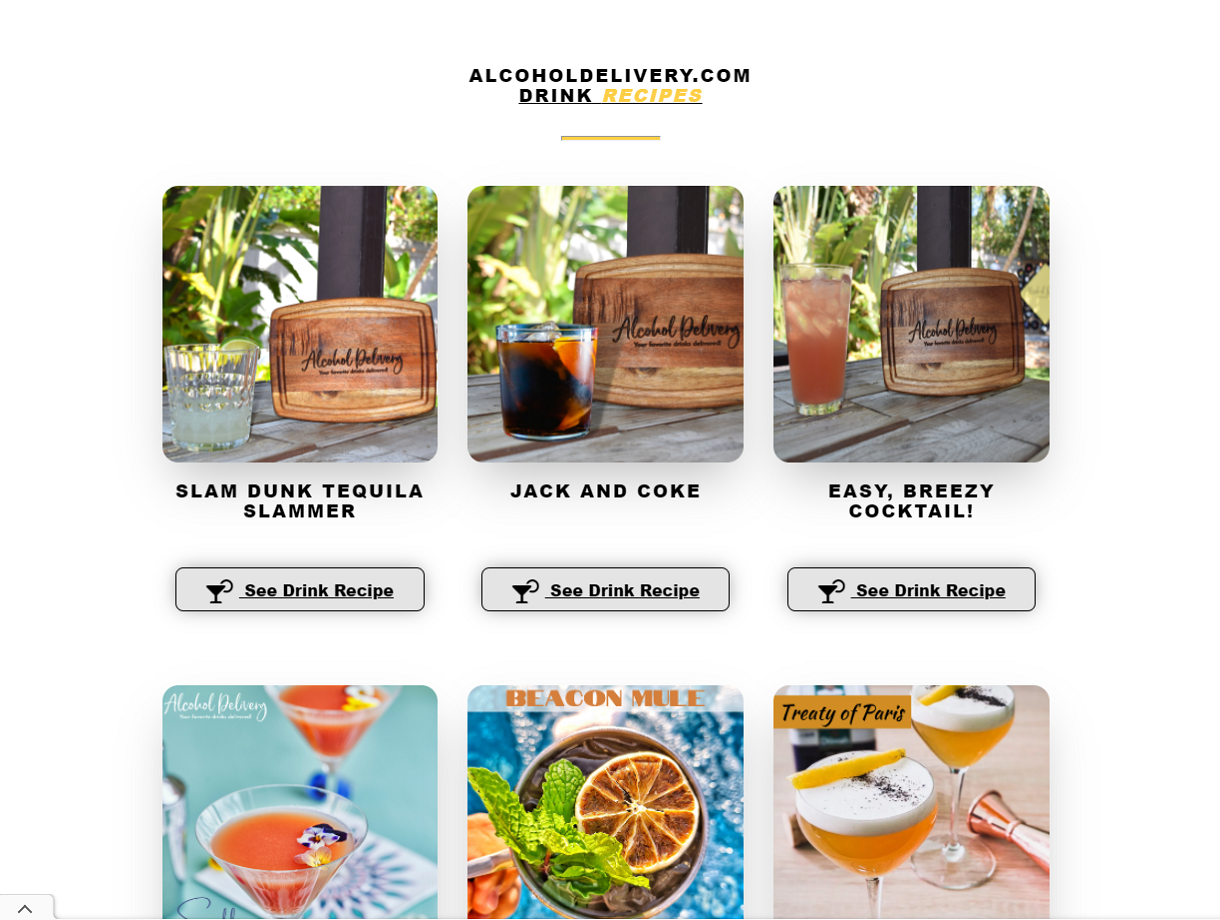 ALCOHOLDELIVERY.COM
DRINK RECIPES
Alcohol Delivery
Your favorite drinks delivered!
Alcohol Delivery
Your favorite drinks delivered!
Alcohol Delivery
Your favorite drinks delivered!
SLAM DUNK TEQUILA
SLAMMER
JACK AND COKE
EASY, BREEZY
COCKTAIL!
See Drink Recipe
See Drink Recipe
See Drink Recipe
Alcohol Delivery
Your favorite drinks delivered!
BEACON MULE
Treaty of Paris